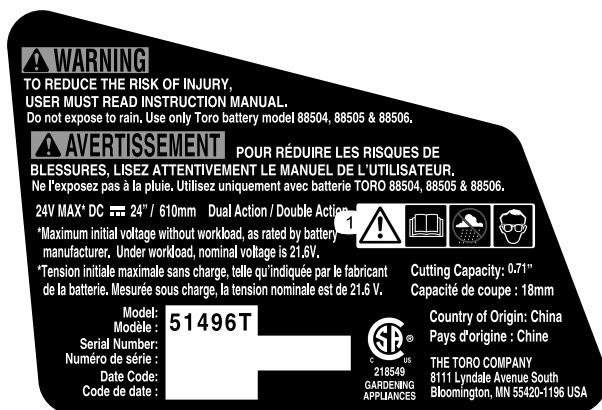 WARNING
TO REDUCE THE RISK OF INJURY,
USER MUST READ INSTRUCTION MANUAL.
Do not expose to rain. Use only Toro battery model 88504, 88505 & 88506.
AVERTISSEMENT POUR RÉDUIRE LES RISQUES DE
BLESSURES, LISEZ ATTENTIVEMENT LE MANUEL DE L'UTILISATEUR.
Ne l'exposez pas à la pluie. Utilisez uniquement avec batterie TORO 88504, 88505 & 88506.
24V MAX* DC 24" / 610mm Dual Action / Double Action
1
*Maximum initial voltage without workload, as rated by battery
manufacturer. Under workload, nominal voltage is 21.6V.
*Tension initiale maximale sans charge, telle qu'indiquée par le fabricant
de la batterie. Mesurée sous charge, la tension nominale est de 21.6 V.
Cutting Capacity: 0.71"
Capacité de coupe : 18mm
Model:
Modèle :
51496T
Serial Number:
Numéro de série :
Date Code:
Code de date :
SA ®
C US
218549
GARDENING
APPLIANCES
Country of Origin: China
Pays d'origine : Chine
THE TORO COMPANY
8111 Lyndale Avenue South
Bloomington, MN 55420-1196 USA